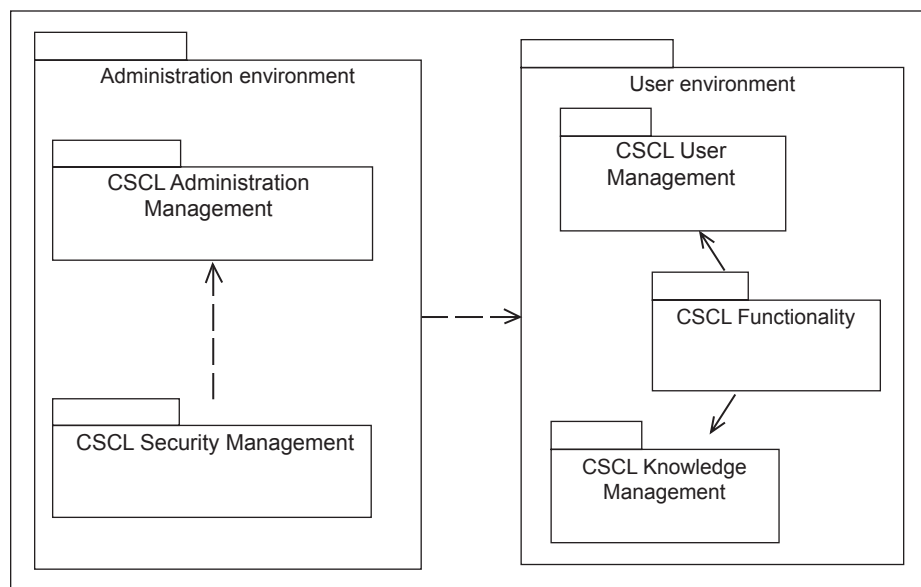 Administration environment
CSCL Administration
Management
CSCL Security Management
User environment
CSCL User
Management
CSCL Functionality
CSCL Knowledge
Management